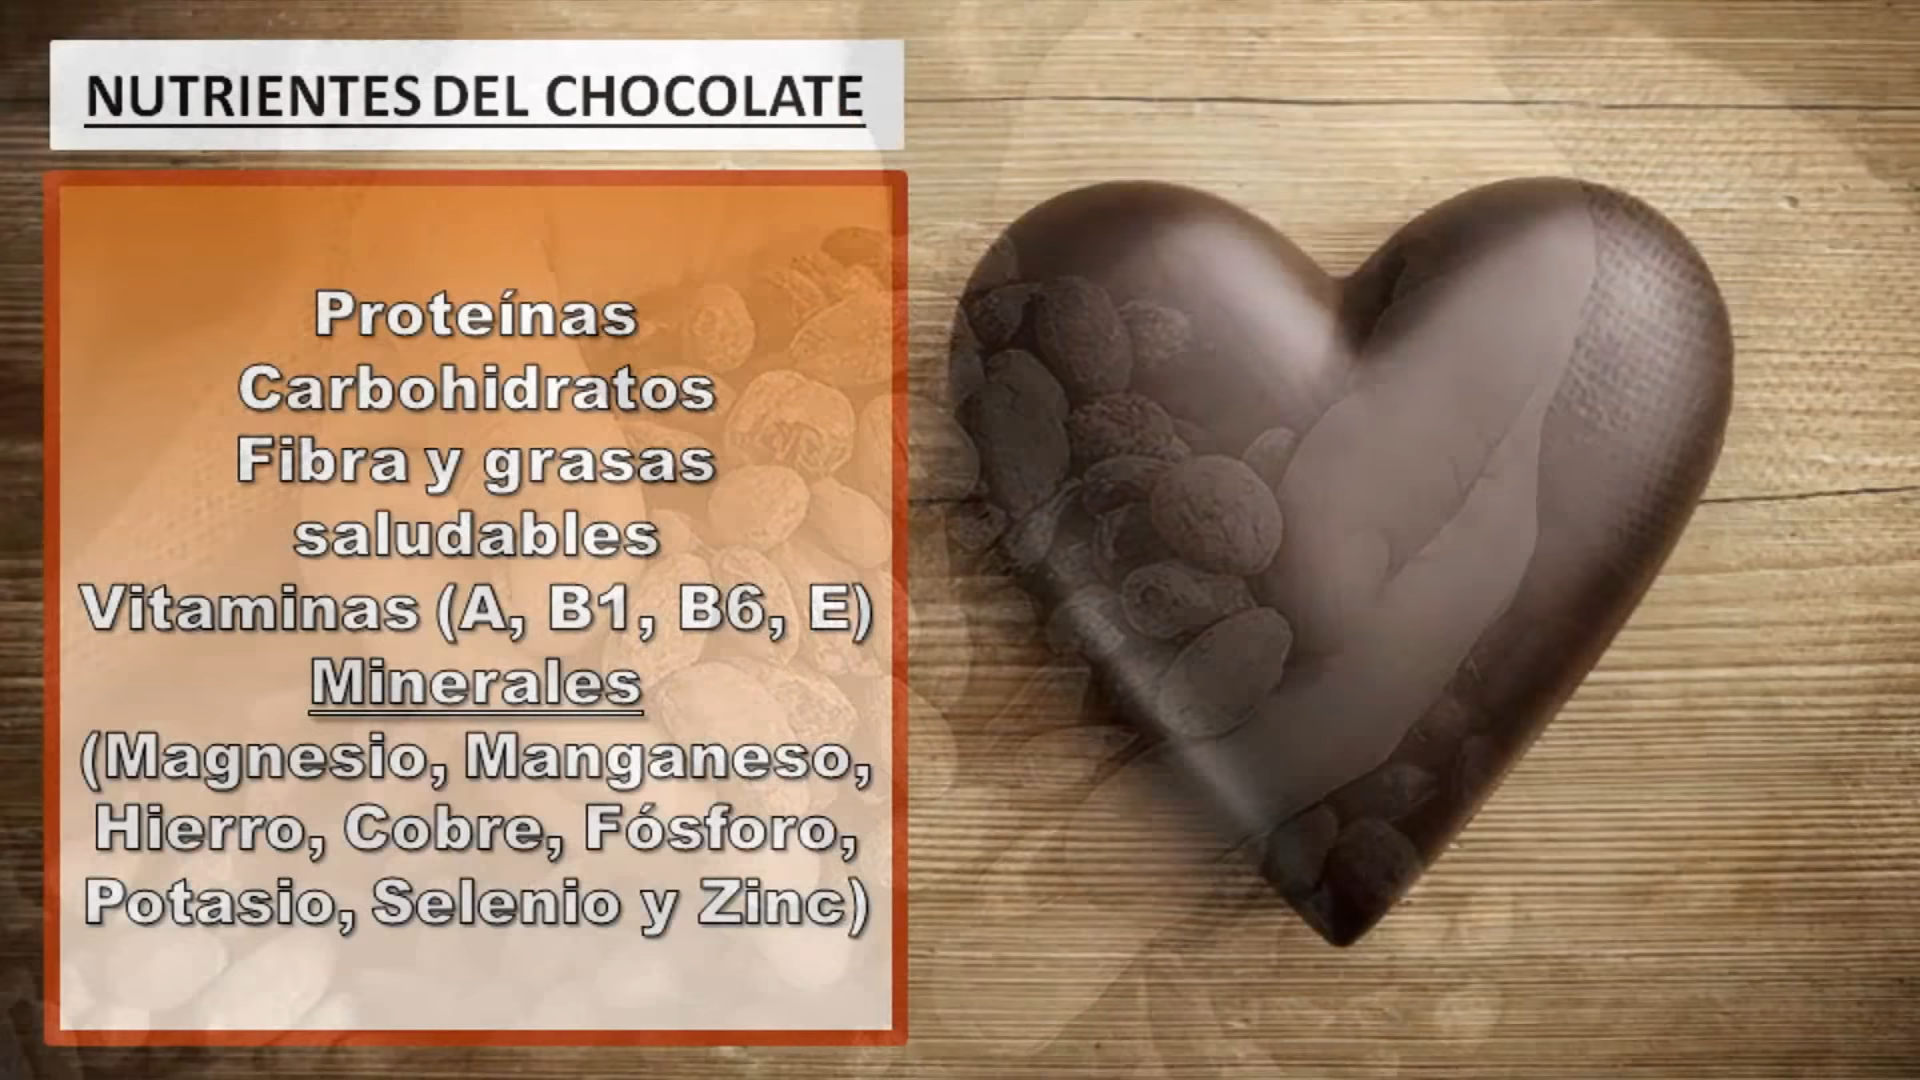 NUTRIENTES DEL CHOCOLATE
Proteínas
Carbohidratos
Fibra y grasas
saludables
Vitaminas (A, B1, B6, E)
Minerales
(Magnesio, Manganeso,
Hierro, Cobre, Fósforo,
Potasio, Selenio y Zinc)